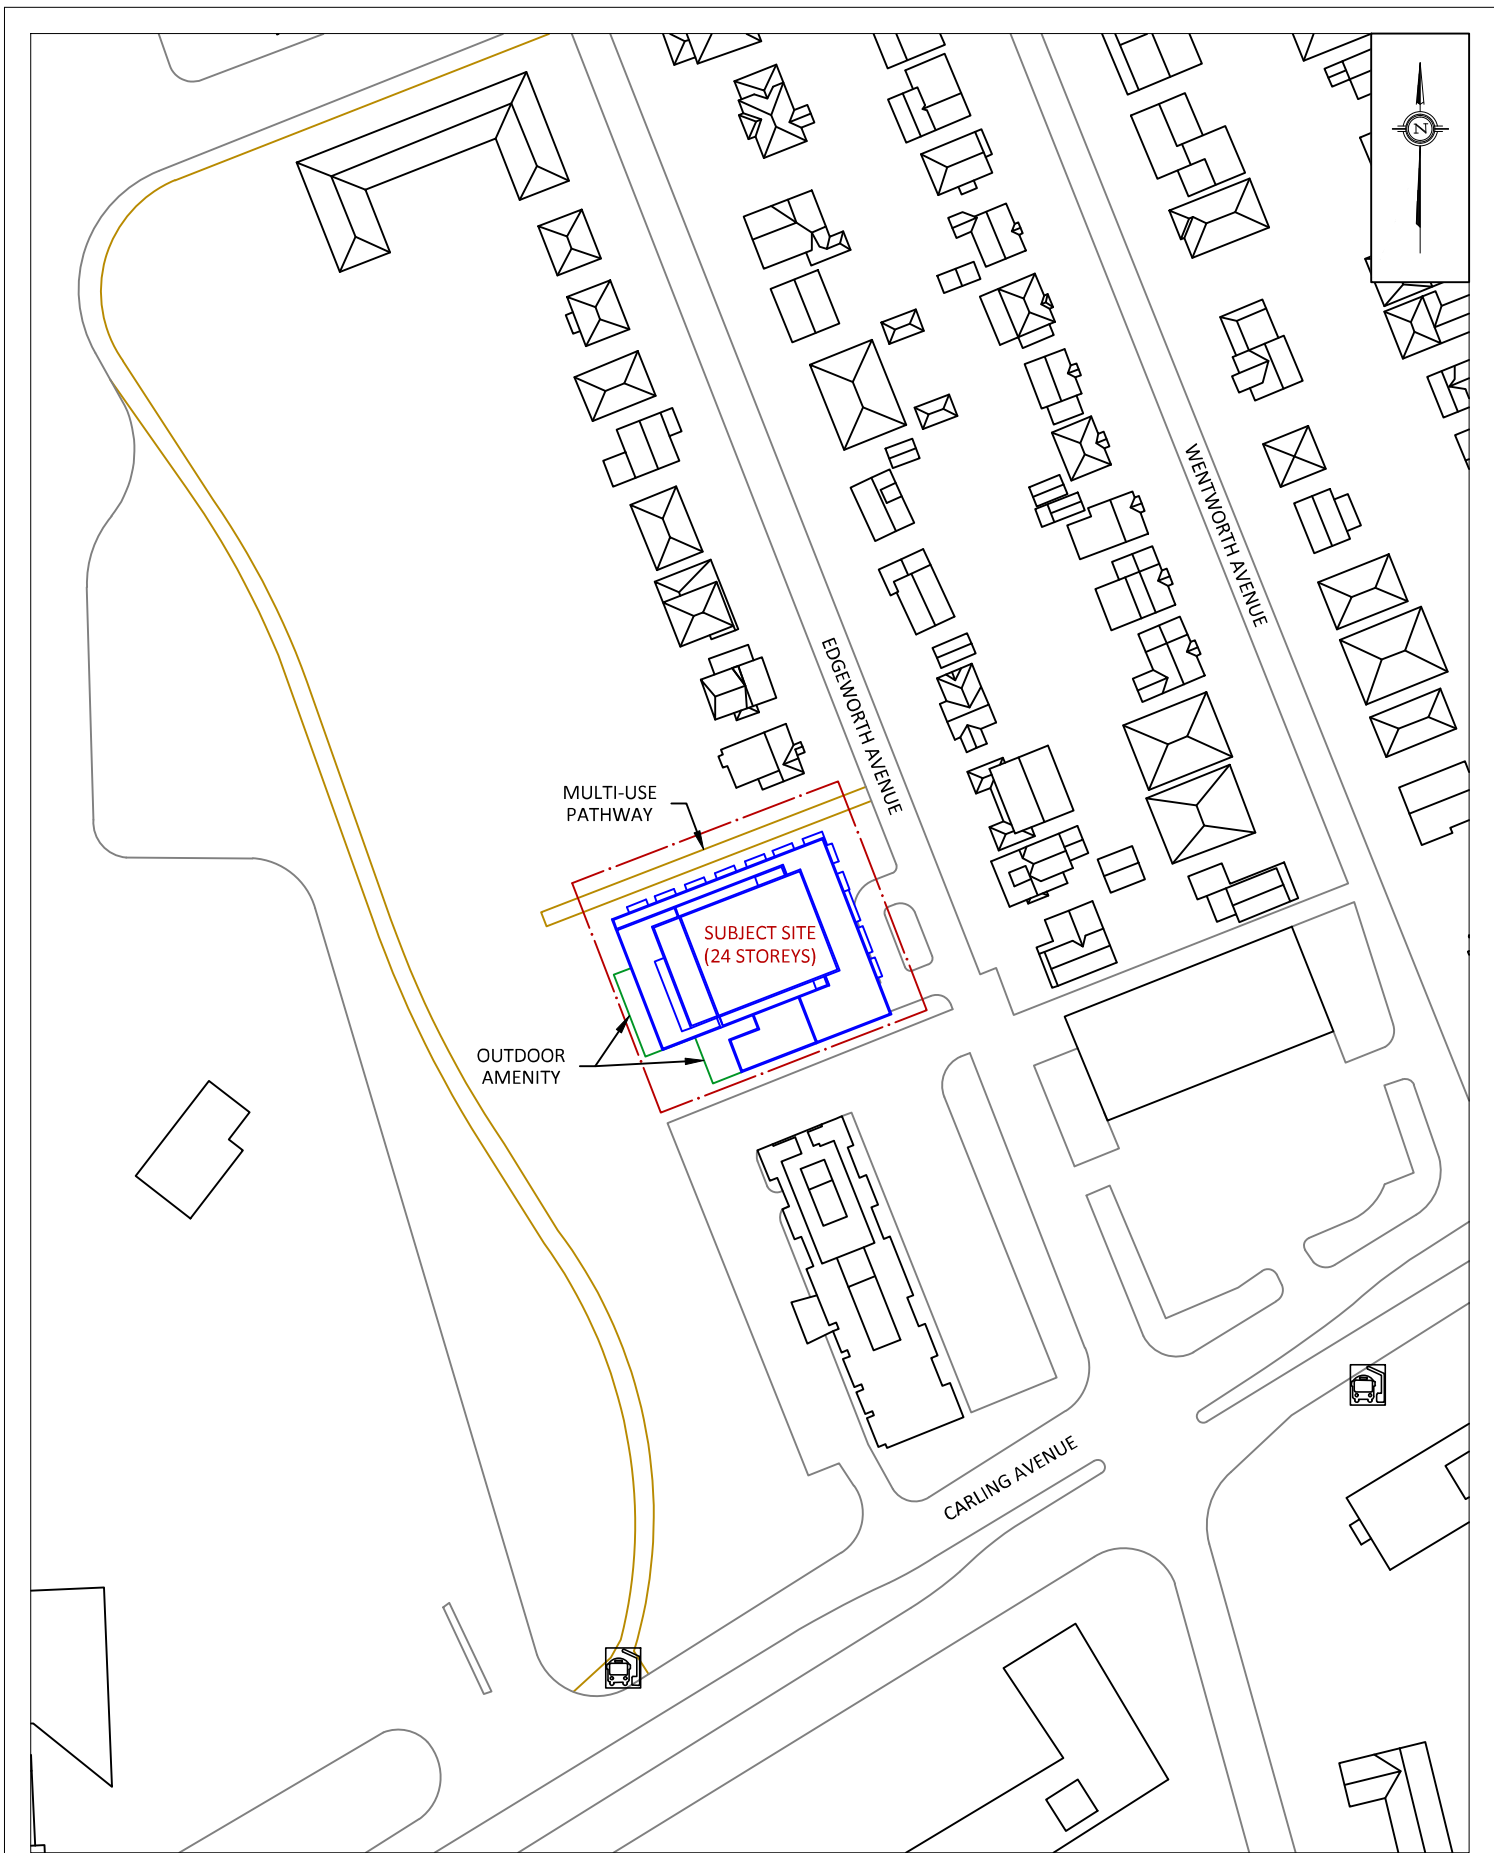 N
WENTWORTH AVENUE
EDGEWORTH AVENUE
MULTI-USE
PATHWAY
SUBJECT SITE
(24 STOREYS)
OUTDOOR
AMENITY
CARLING AVENUE